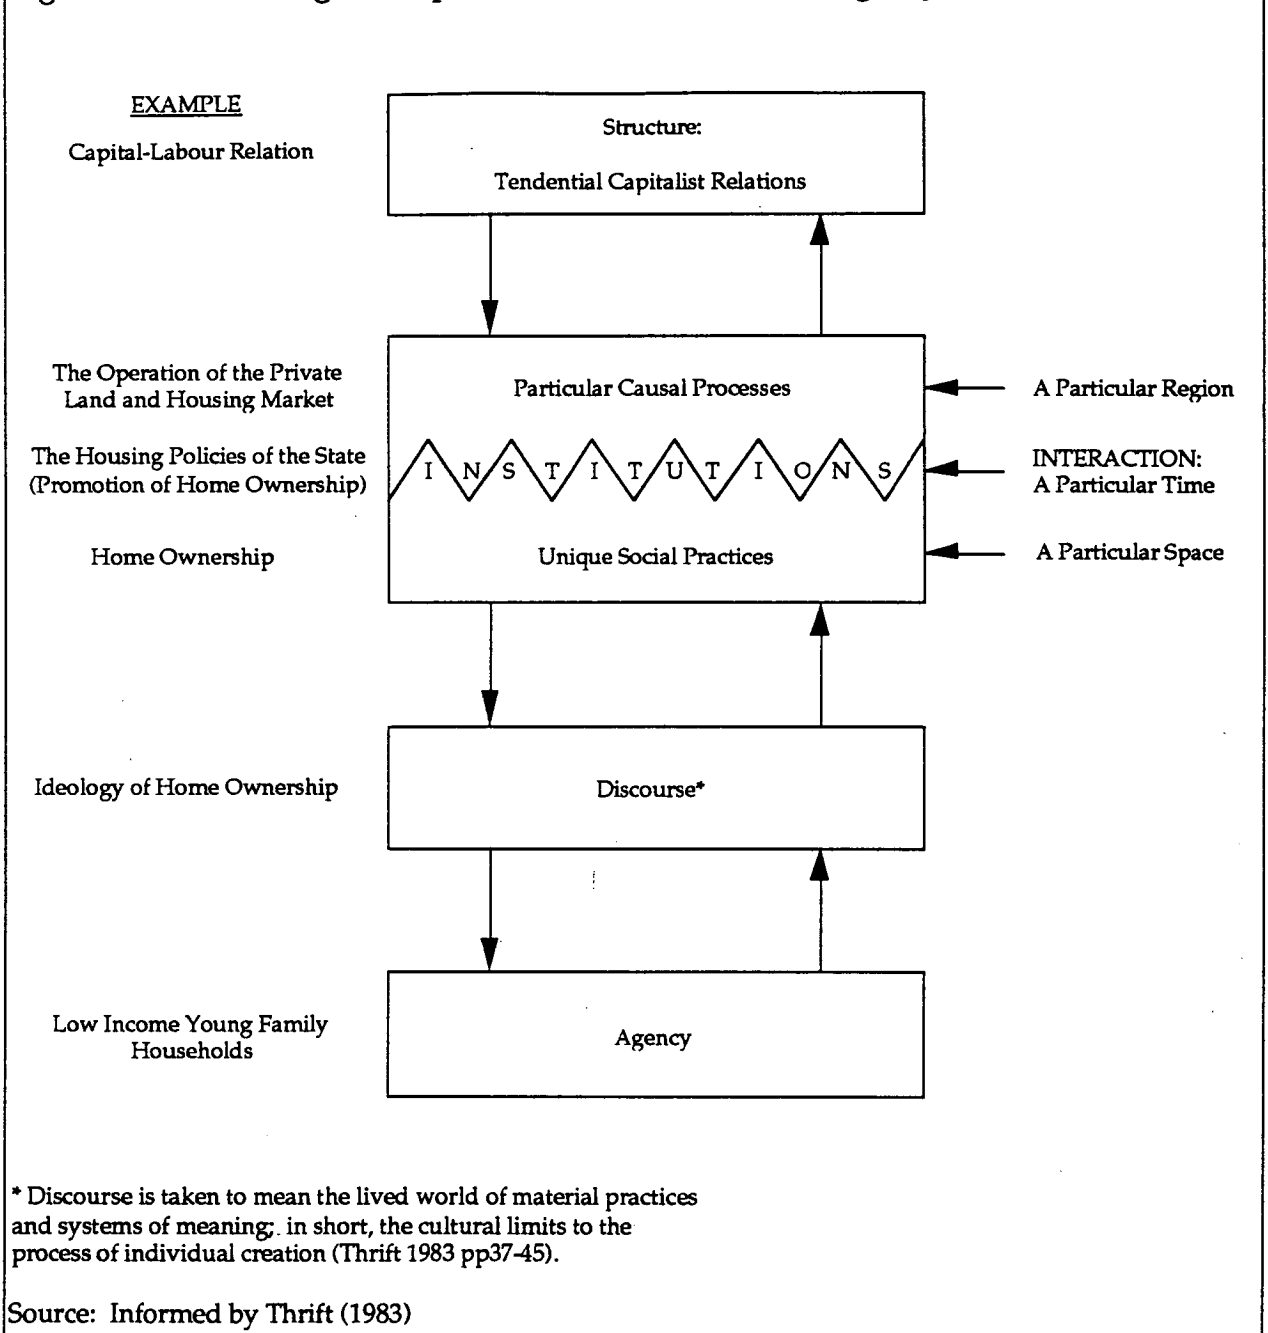 EXAMPLE
Capital-Labour Relation
Structure:
Tendential Capitalist Relations
The Operation of the Private
Land and Housing Market
Particular Causal Processes
A Particular Region
The Housing Policies of the State
(Promotion of Home Ownership)
INSTITUTIONS
INTERACTION:
A Particular Time
Home Ownership
Unique Social Practices
A Particular Space
Ideology of Home Ownership
Discourse*
Low Income Young Family
Households
Agency
* Discourse is taken to mean the lived world of material practices
and systems of meaning; in short, the cultural limits to the
process of individual creation (Thrift 1983 pp37-45).
Source: Informed by Thrift (1983)